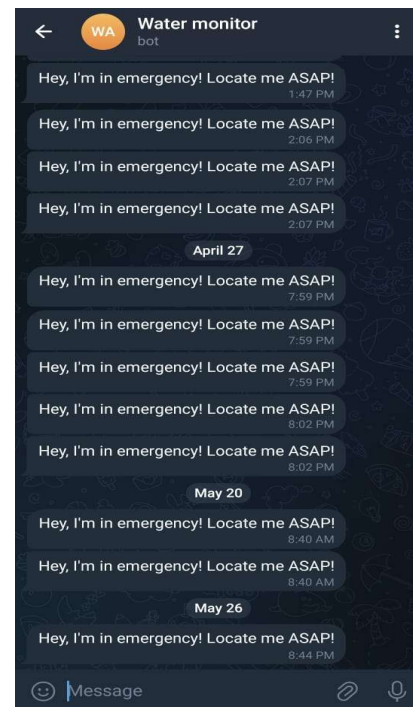 WA
Water monitor
bot
Hey, I'm in emergency! Locate me ASAP!
1:47 PM
Hey, I'm in emergency! Locate me ASAP!
2:06 PM
Hey, I'm in emergency! Locate me ASAP!
2:07 PM
Hey, I'm in emergency! Locate me ASAP!
2:07 PM
April 27
Hey, I'm in emergency! Locate me ASAP!
7:59 PM
Hey, I'm in emergency! Locate me ASAP!
7:59 PM
Hey, I'm in emergency! Locate me ASAP!
7:59 PM
Hey, I'm in emergency! Locate me ASAP!
8:02 PM
Hey, I'm in emergency! Locate me ASAP!
8:02 PM
May 20
Hey, I'm in emergency! Locate me ASAP!
8:40 AM
Hey, I'm in emergency! Locate me ASAP!
8:40 AM
May 26
Hey, I'm in emergency! Locate me ASAP!
8:44 PM
Message